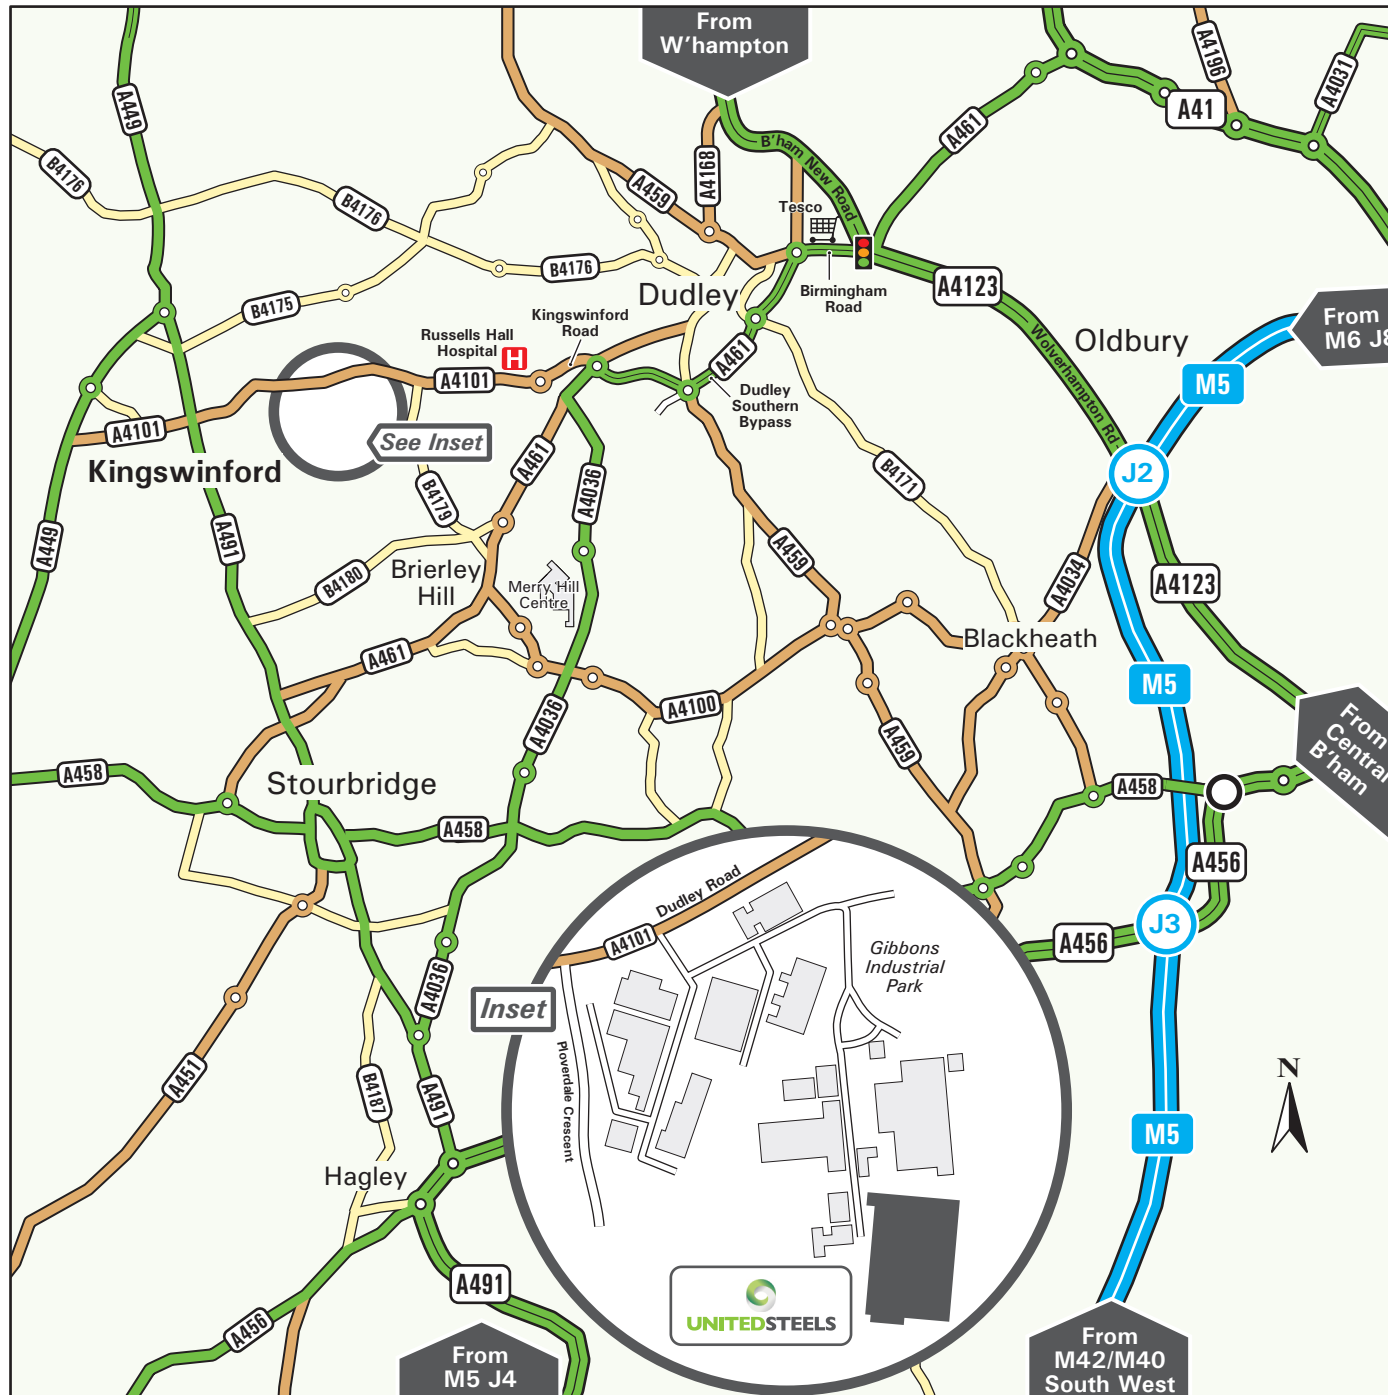 From
W'hampton
A449
A4196
A4031
A41
A461
B'ham New Road
B4176
A4168
A459
B4176
Tesco
B4176
Dudley
Birmingham
Road
A4123
B4175
Kingswinford
Road
Russells Hall
Hospital
H
A4101
A461
Wolverhampton Rd
Oldbury
From
M6 J8
M5
Dudley
Southern
Bypass
A4101
See Inset
Kingswinford
A461
A4036
B4171
J2
B4179
A449
A491
B4180
Brierley
Hill
Merry Hill
Centre
A459
A4034
A4123
Blackheath
A461
M5
A4036
A4100
A459
From
Central
B'ham
A458
Stourbridge
A458
A458
A456
Dudley Road
A4101
Gibbons
Industrial
Park
J3
A456
A4036
Inset
Ploverdale Crescent
A451
B4187
A491
N
M5
Hagley
A491
UNITEDSTEELS
A456
From
M5 J4
From
M42/M40
South West